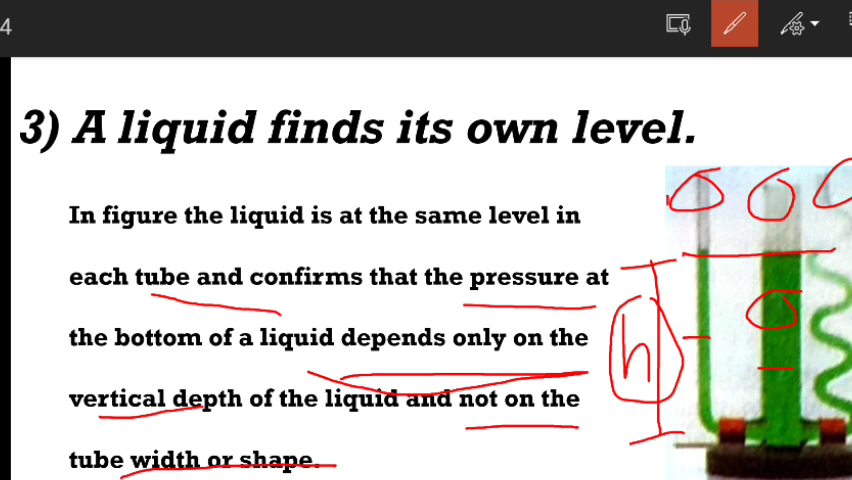 4
3) A liquid finds its own level.
In figure the liquid is at the same level in
each tube and confirms that the pressure at
the bottom of a liquid depends only on the
vertical depth of the liquid and not on the
tube width or shape.
h